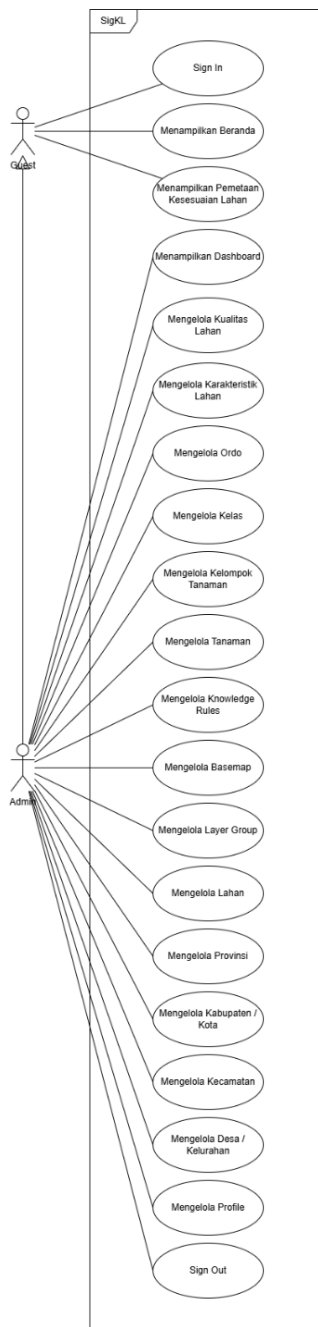 SigKL
Sign In
Guest
Menampilkan Beranda
Menampilkan Pemetaan
Kesesuaian Lahan
Menampilkan Dashboard
Mengelola Kualitas
Lahan
Mengelola Karakteristik
Lahan
Mengelola Ordo
Mengelola Kelas
Mengelola Kelompok
Tanaman
Mengelola Tanaman
Mengelola Knowledge
Rules
Admin
Mengelola Basemap
Mengelola Layer Group
Mengelola Lahan
Mengelola Provinsi
Mengelola Kabupaten /
Kota
Mengelola Kecamatan
Mengelola Desa /
Kelurahan
Mengelola Profile
Sign Out